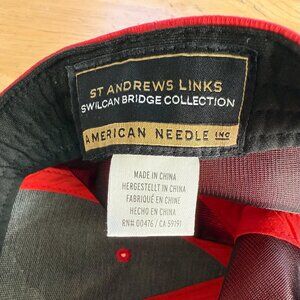 ST ANDREWS LINKS
SWILCAN BRIDGE COLLECTION
AMERICAN NEEDLE INC
MADE IN CHINA
HERGESTELLT IN CHINA
FABRIQUÉ EN CHINE
HECHO EN CHINA
RN# 00476 / CA 59191